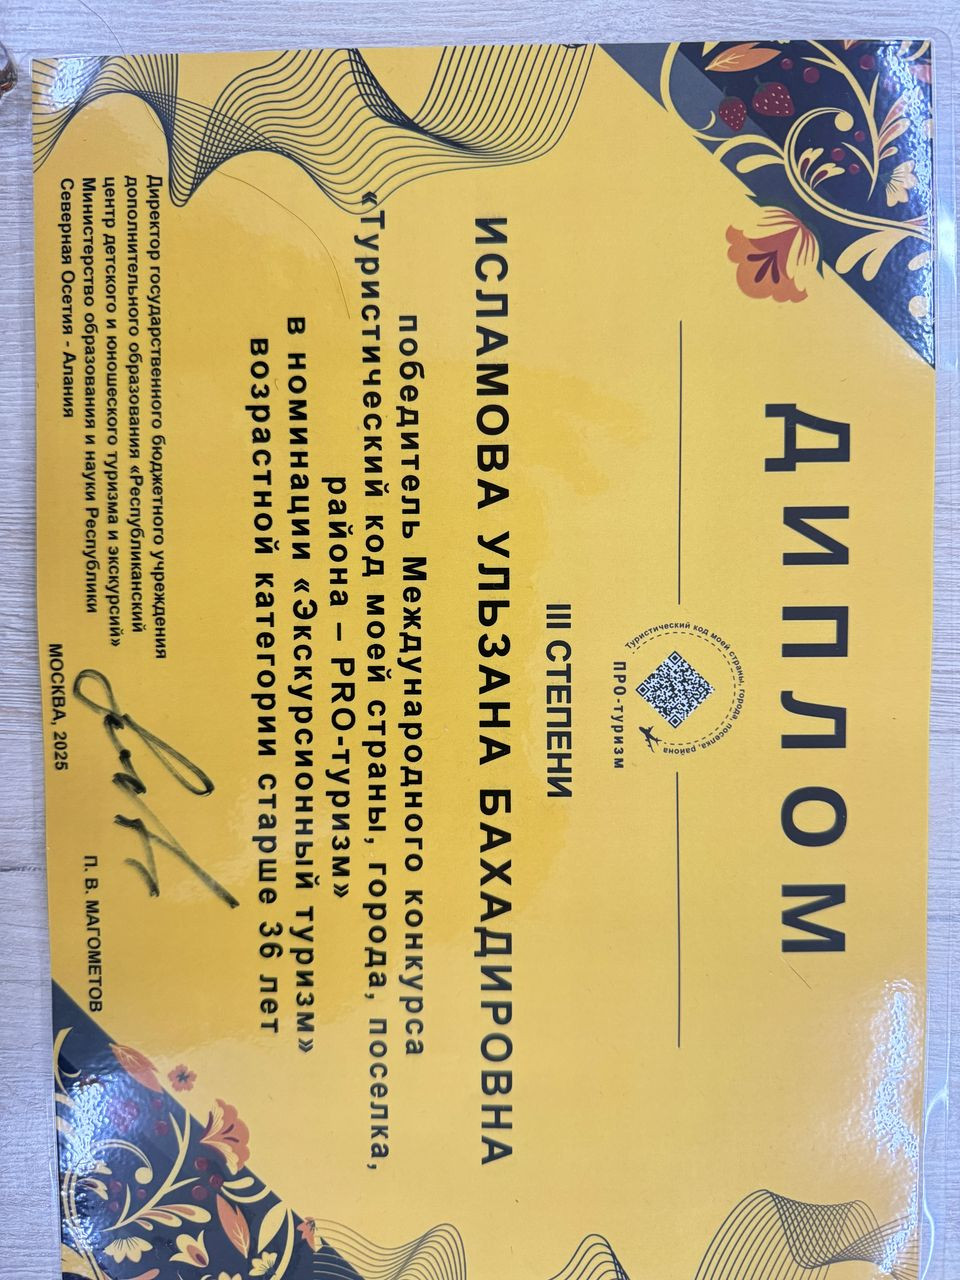 ДИПЛОМ
Туристический код моей страны, города, поселка, района
ПРО-туризм
III СТЕПЕНИ
ИСЛАМОВА УЛЬЗАНА БАХАДИРОВНА
победитель Международного конкурса
«Туристический код моей страны, города, поселка,
района – PRO-туризм»
в номинации «Экскурсионный туризм»
возрастной категории старше 36 лет
Директор государственного бюджетного учреждения
дополнительного образования «Республиканский
центр детского и юношеского туризма и экскурсий»
Министерство образования и науки Республики
Северная Осетия - Алания
П. В. МАГОМЕТОВ
МОСКВА, 2025